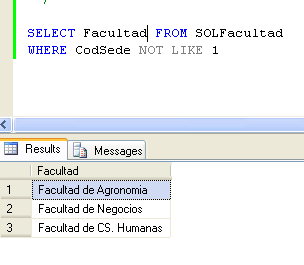 SELECT Facultad FROM SOLFacultad
WHERE CodSede NOT LIKE 1
Results Messages
Facultad
1 Facultad de Agronomia
2 Facultad de Negocios
3 Facultad de CS. Humanas